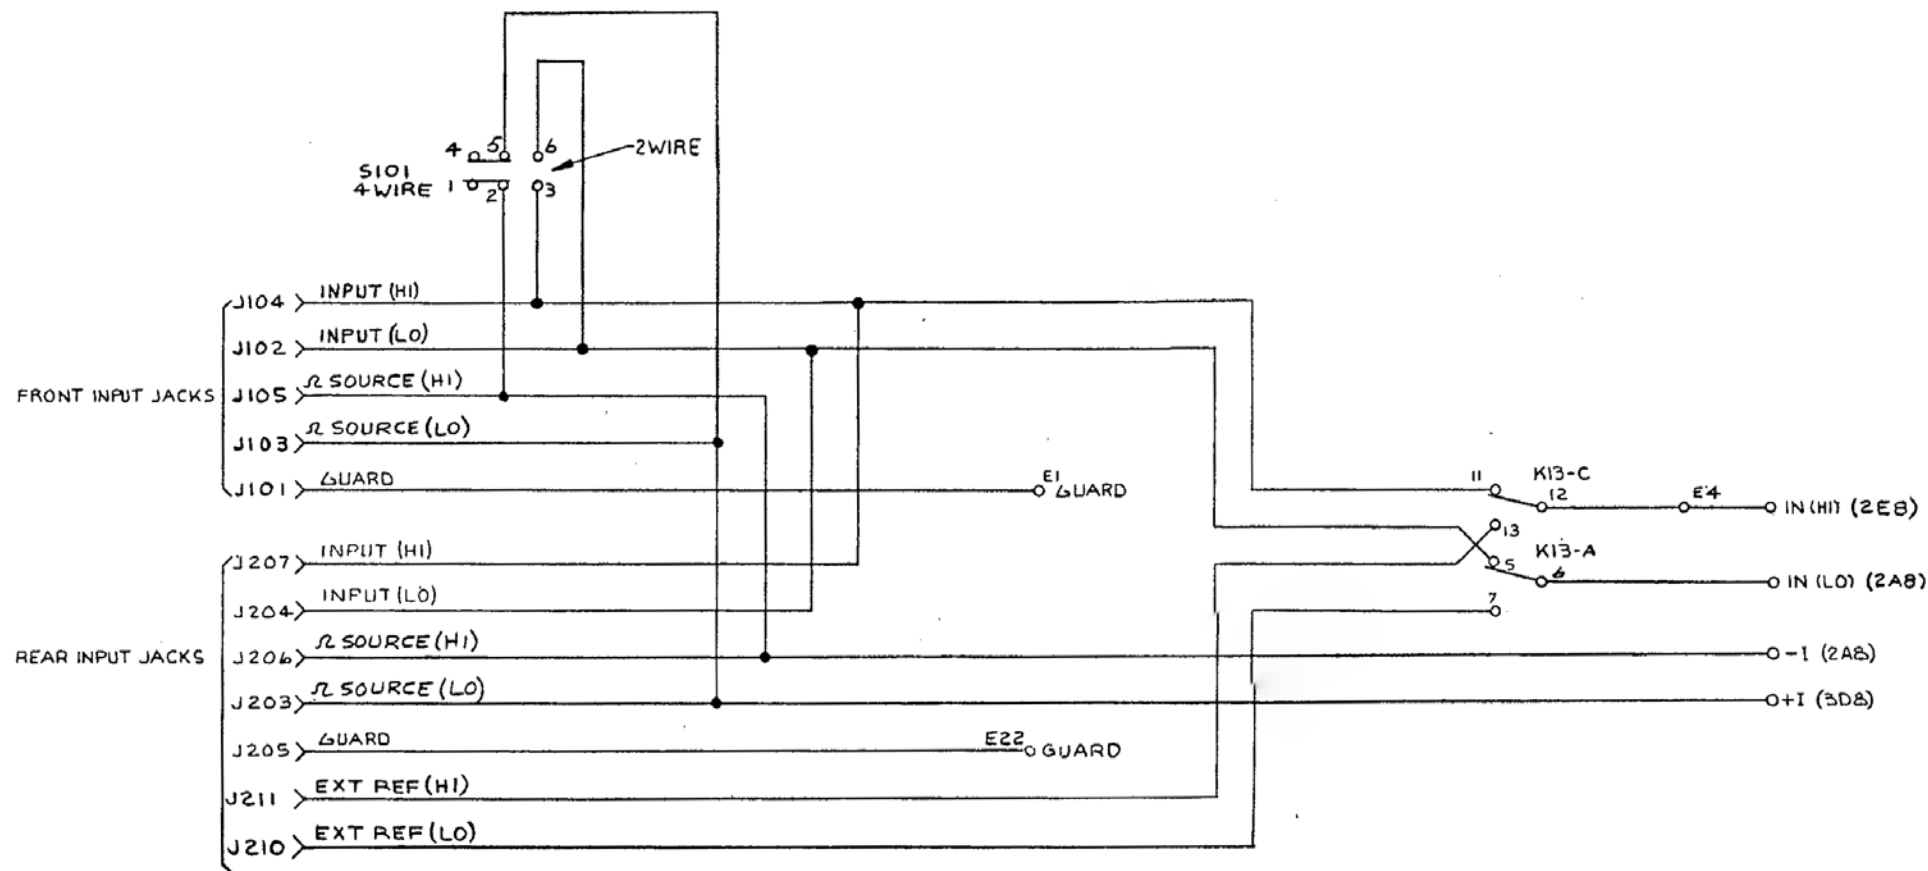 4 5 6
2WIRE
S101
4WIRE 1 2 3
J104 INPUT (HI)
J102 INPUT (LO)
FRONT INPUT JACKS J105 Ω SOURCE (HI)
J103 Ω SOURCE (LO)
J101 GUARD
E1 GUARD
11 K13-C
12 E4 IN (HI) (2E8)
13
J207 INPUT (HI)
5 K13-A
6 IN (LO) (2A8)
J204 INPUT (LO)
7
REAR INPUT JACKS J206 Ω SOURCE (HI)
-I (2A8)
J203 Ω SOURCE (LO)
+I (3D8)
J205 GUARD
E22 GUARD
J211 EXT REF (HI)
J210 EXT REF (LO)